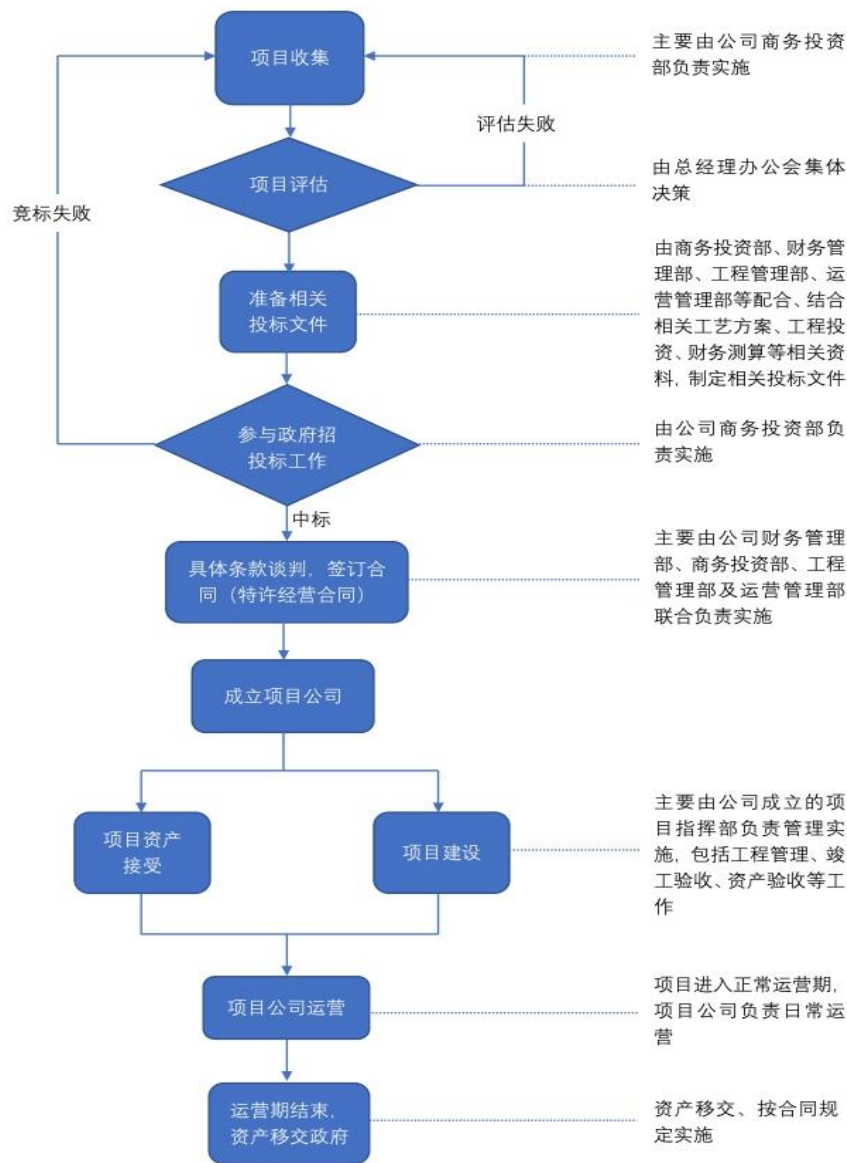 项目收集
主要由公司商务投资
部负责实施
评估失败
项目评估
由总经理办公会集体
决策
竞标失败
准备相关
投标文件
由商务投资部、财务管
理部、工程管理部、运
营管理部等配合、结合
相关工艺方案、工程投
资、财务测算等相关资
料,制定相关投标文件
参与政府招
投标工作
由公司商务投资部负
责实施
中标
具体条款谈判,签订合
同(特许经营合同)
主要由公司财务管理
部、商务投资部、工程
管理部及运营管理部
联合负责实施
成立项目公司
项目资产
接受
项目建设
主要由公司成立的项
目指挥部负责管理实
施,包括工程管理、竣
工验收、资产验收等工
作
项目公司运营
项目进入正常运营期,
项目公司负责日常运
营
运营期结束,
资产移交政府
资产移交、按合同规
定实施